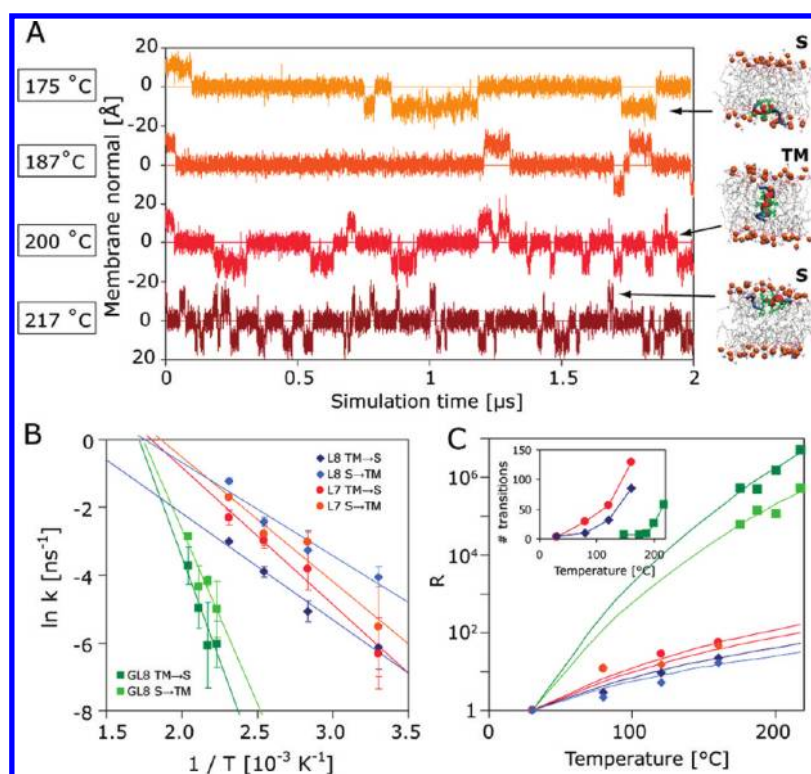 A
Membrane normal [Å]
175 °C
187°C
200 °C
217 °C
20
0
-20
0
20
0
-20
0
20
0
0.5
1
1.5
2
Simulation time [µs]
S
TM
S
B
ln k [ns⁻¹]
0
-2
-4
-6
-8
L8 TM→S
L8 S→TM
L7 TM→S
L7 S→TM
GL8 TM→S
GL8 S→TM
1.5
2.0
2.5
3.0
3.5
1 / T [10⁻³ K⁻¹]
C
R
10⁶
10⁴
10²
1
# transitions
150
100
50
0
0
100
200
Temperature [°C]
0
100
200
Temperature [°C]